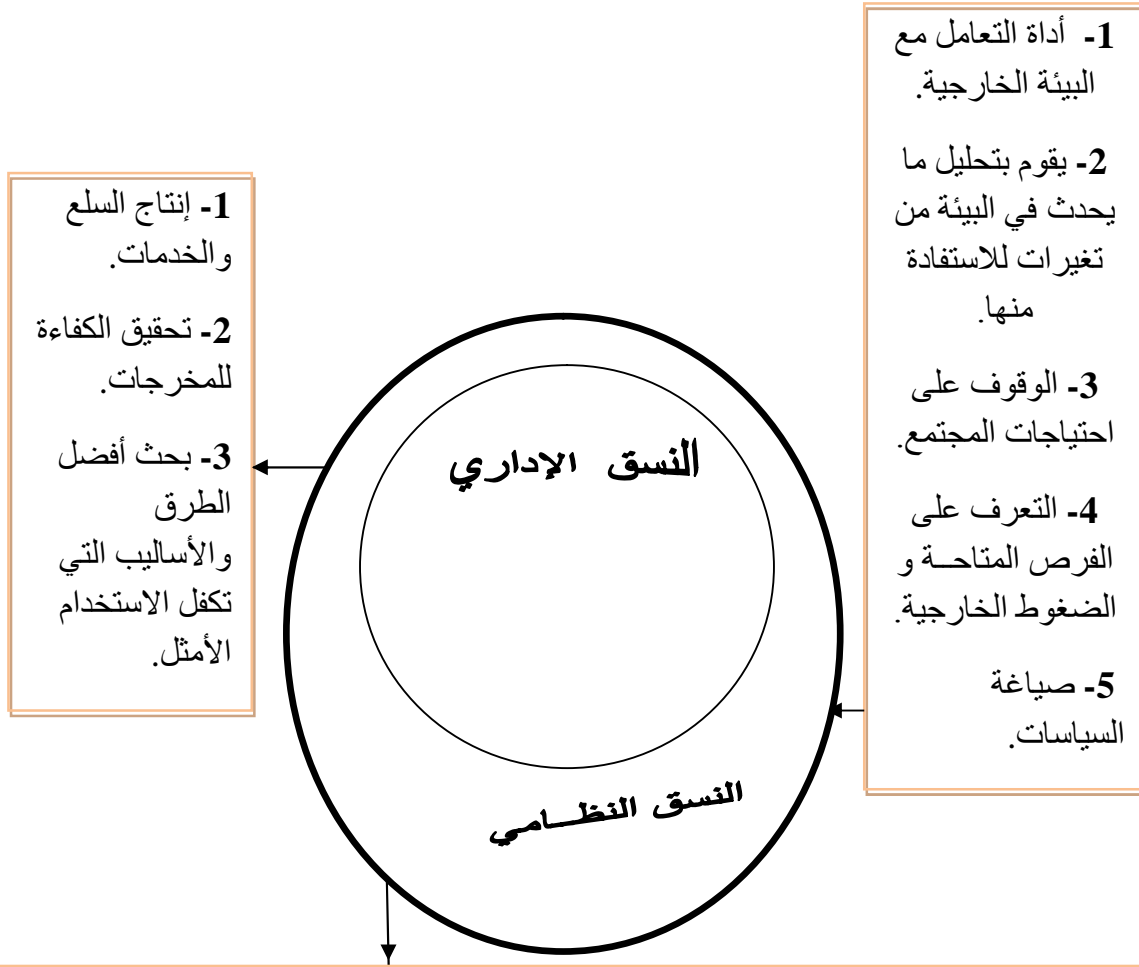 1- أداة التعامل مع
البيئة الخارجية.
2- يقوم بتحليل ما
يحدث في البيئة من
تغيرات للاستفادة
منها.
3- الوقوف على
احتياجات المجتمع.
4- التعرف على
الفرص المتاحــة و
الضغوط الخارجية.
5- صياغة
السياسات.
1- إنتاج السلع
والخدمات.
2- تحقيق الكفاءة
للمخرجات.
3- بحث أفضل
الطرق
والأساليب التي
تكفل الاستخدام
الأمثل.
النسق الإداري
النسق النظــامي